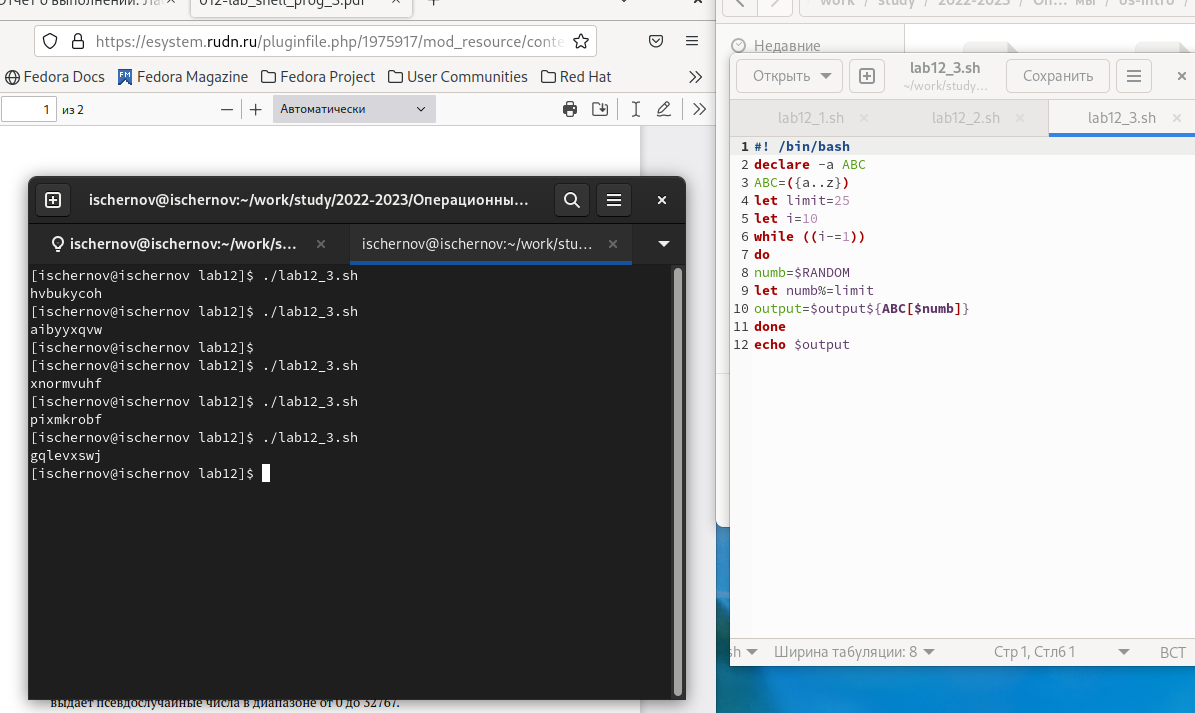 Отчет о выполнении. Ла
012-lab_shell_prog_3.pdf
https://esystem.rudn.ru/pluginfile.php/1975917/mod_resource/conte
Fedora Docs Fedora Magazine Fedora Project User Communities Red Hat
1 из 2 Автоматически
work / study / 2022-2023 / Оп… мы / os-intro /
Недавние
Открыть lab12_3.sh Сохранить
~/work/study…
lab12_1.sh lab12_2.sh lab12_3.sh
1 #! /bin/bash
2 declare -a ABC
3 ABC=({a..z})
4 let limit=25
5 let i=10
6 while ((i-=1))
7 do
8 numb=$RANDOM
9 let numb%=limit
10 output=$output${ABC[$numb]}
11 done
12 echo $output
sh Ширина табуляции: 8 Стр 1, Стлб 1 ВСТ
ischernov@ischernov:~/work/study/2022-2023/Операционны…
ischernov@ischernov:~/work/s… ischernov@ischernov:~/work/stu…
[ischernov@ischernov lab12]$ ./lab12_3.sh
hvbukycoh
[ischernov@ischernov lab12]$ ./lab12_3.sh
aibyyxqvw
[ischernov@ischernov lab12]$
[ischernov@ischernov lab12]$ ./lab12_3.sh
xnormvuhf
[ischernov@ischernov lab12]$ ./lab12_3.sh
pixmkrobf
[ischernov@ischernov lab12]$ ./lab12_3.sh
gqlevxswj
[ischernov@ischernov lab12]$
выдаёт псевдослучайные числа в диапазоне от 0 до 32767.